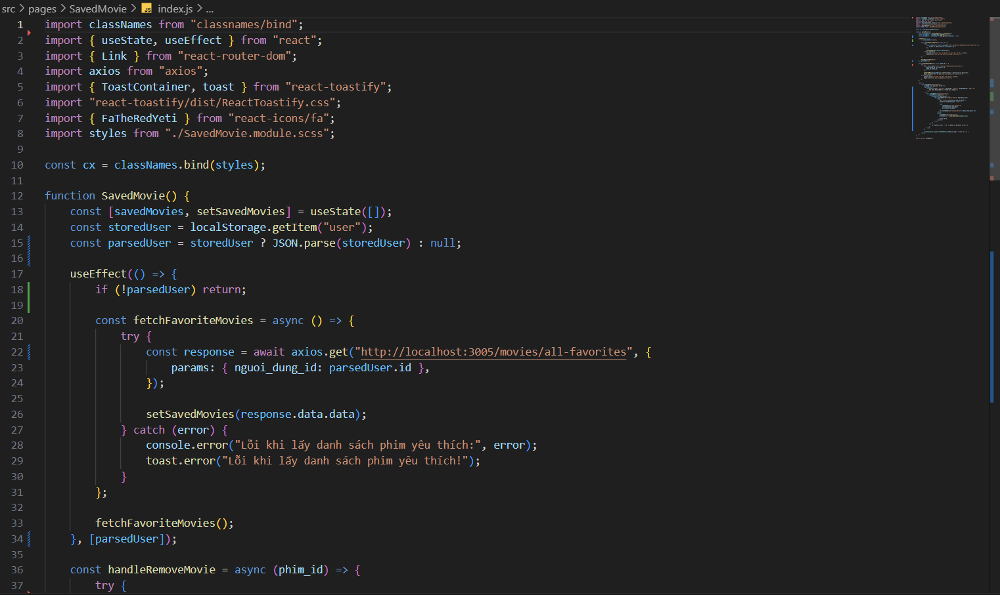 src > pages > SavedMovie > JS index.js > ...
1 import classNames from "classnames/bind";
2 import { useState, useEffect } from "react";
3 import { Link } from "react-router-dom";
4 import axios from "axios";
5 import { ToastContainer, toast } from "react-toastify";
6 import "react-toastify/dist/ReactToastify.css";
7 import { FaTheRedYeti } from "react-icons/fa";
8 import styles from "./SavedMovie.module.scss";
9
10 const cx = classNames.bind(styles);
11
12 function SavedMovie() {
13     const [savedMovies, setSavedMovies] = useState([]);
14     const storedUser = localStorage.getItem("user");
15     const parsedUser = storedUser ? JSON.parse(storedUser) : null;
16
17     useEffect(() => {
18         if (!parsedUser) return;
19
20         const fetchFavoriteMovies = async () => {
21             try {
22                 const response = await axios.get("http://localhost:3005/movies/all-favorites", {
23                     params: { nguoi_dung_id: parsedUser.id },
24                 });
25
26                 setSavedMovies(response.data.data);
27             } catch (error) {
28                 console.error("Lỗi khi lấy danh sách phim yêu thích:", error);
29                 toast.error("Lỗi khi lấy danh sách phim yêu thích!");
30             }
31         };
32
33         fetchFavoriteMovies();
34     }, [parsedUser]);
35
36     const handleRemoveMovie = async (phim_id) => {
37         try {